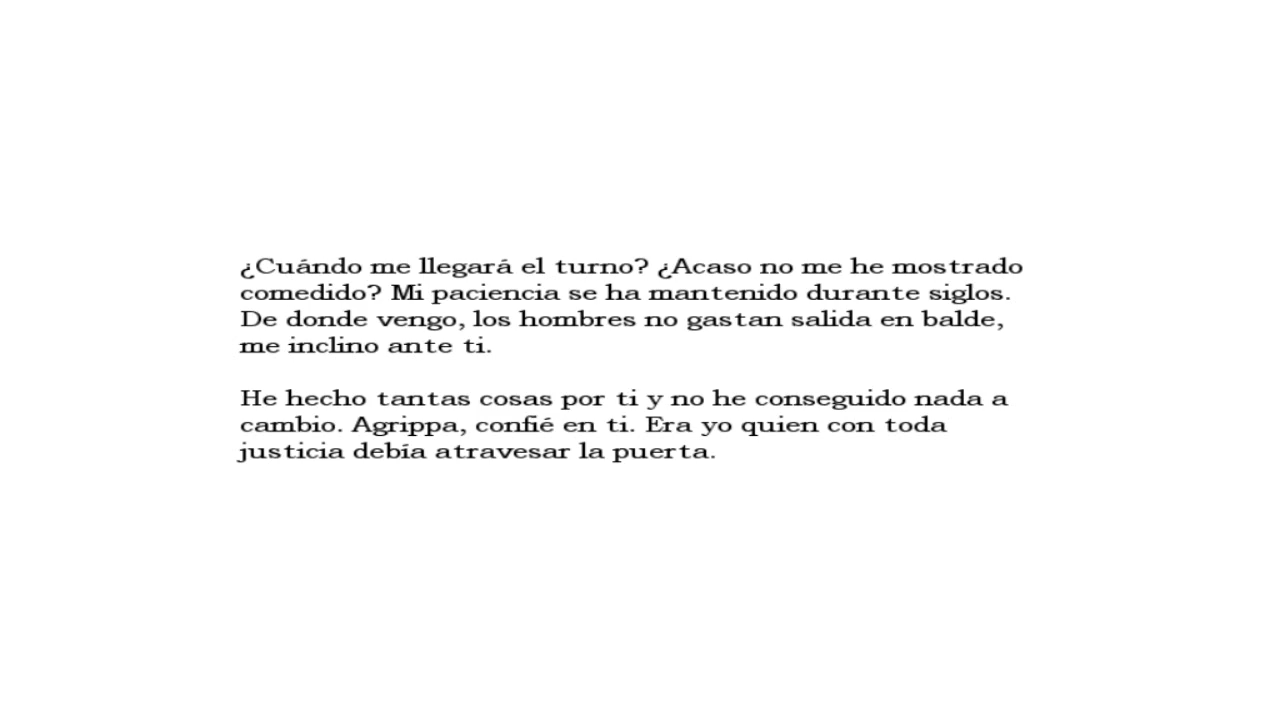 ¿Cuándo me llegará el turno? ¿Acaso no me he mostrado
comedido? Mi paciencia se ha mantenido durante siglos.
De donde vengo, los hombres no gastan salida en balde,
me inclino ante ti.
He hecho tantas cosas por ti y no he conseguido nada a
cambio. Agrippa, confié en ti. Era yo quien con toda
justicia debía atravesar la puerta.